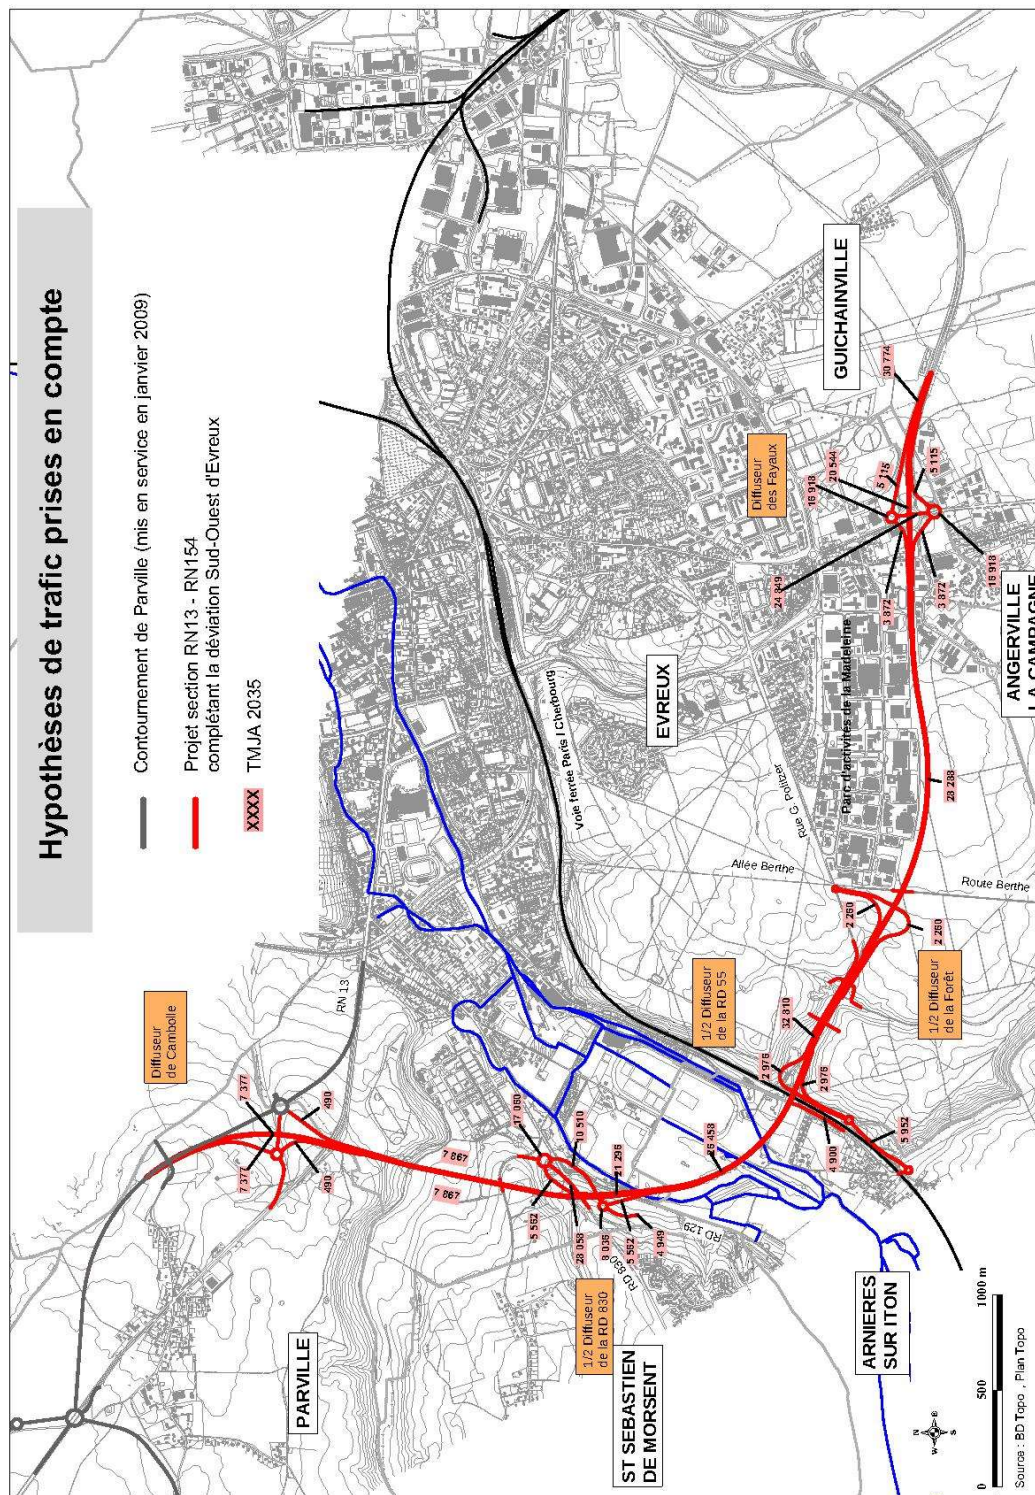 Hypothèses de trafic prises en compte
Contournement de Parville (mis en service en janvier 2009)
Projet section RN13 - RN154
complétant la déviation Sud-Ouest d'Evreux
XXXX
TMJA 2035
Diffuseur
de Cambolle
RN 13
7 377
490
7 377
490
7 867
7 867
PARVILLE
17 060
10 510
5 562
28 058
8 036
21 296
5 562
4 949
RD 830
RD 129
1/2 Diffuseur
de la RD 830
ST SEBASTIEN
DE MORSENT
26 458
Voie ferrée Paris / Cherbourg
EVREUX
1/2 Diffuseur
de la RD 55
2 976
2 976
32 810
4 900
5 952
ARNIERES
SUR ITON
Rue G. Politzer
Allée Berthe
Route Berthe
2 260
2 260
1/2 Diffuseur
de la Forêt
Parc d'activités de la Madeleine
28 288
Diffuseur
des Fayaux
24 849
16 918
20 544
5 115
5 115
3 872
3 872
16 918
30 774
GUICHAINVILLE
ANGERVILLE
LA CAMPAGNE
N
W
E
S
0
500
1000 m
Source : BD Topo , Plan Topo